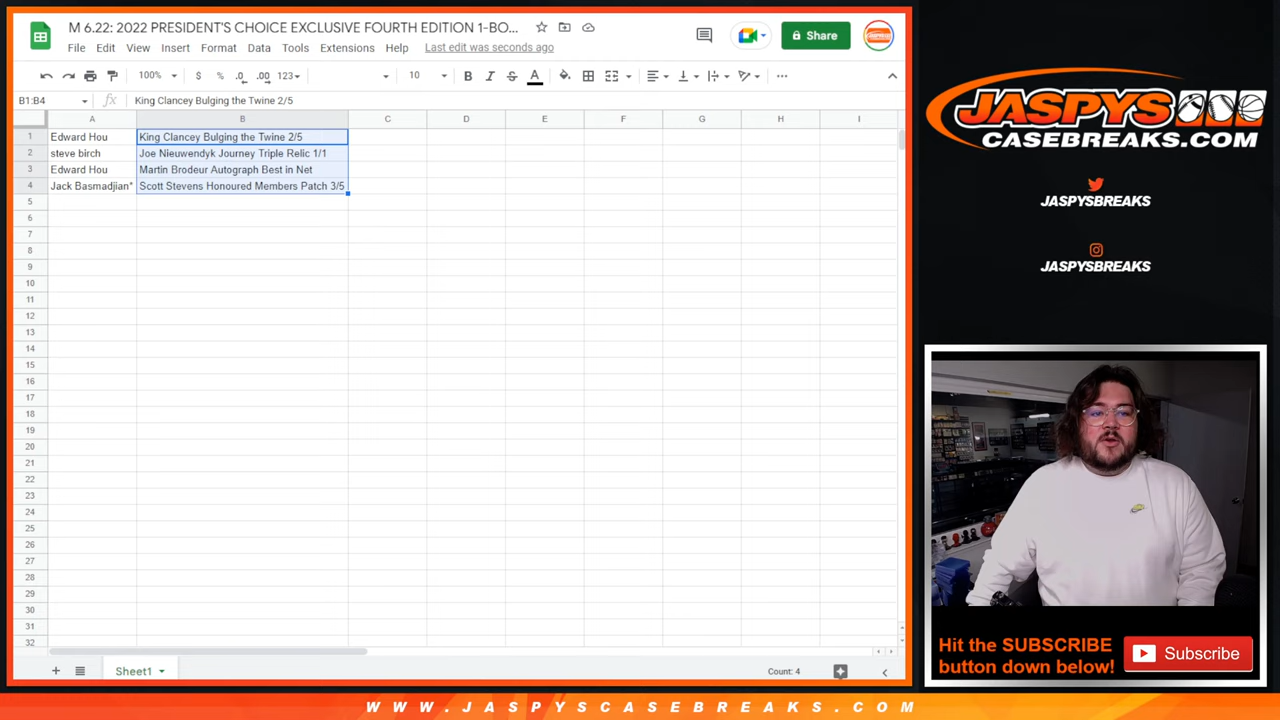 M 6.22: 2022 PRESIDENT'S CHOICE EXCLUSIVE FOURTH EDITION 1-BO...
File Edit View Insert Format Data Tools Extensions Help Last edit was seconds ago
Share
100% $ % .0 .00 123 10 B I S A
B1:B4 fx King Clancey Bulging the Twine 2/5
A B C D E F G H I
1 Edward Hou King Clancey Bulging the Twine 2/5
2 steve birch Joe Nieuwendyk Journey Triple Relic 1/1
3 Edward Hou Martin Brodeur Autograph Best in Net
4 Jack Basmadjian* Scott Stevens Honoured Members Patch 3/5
5
6
7
8
9
10
11
12
13
14
15
16
17
18
19
20
21
22
23
24
25
26
27
28
29
30
31
32
Sheet1
Count: 4
JASPYS
CASEBREAKS.COM
JASPYSBREAKS
JASPYSBREAKS
Hit the SUBSCRIBE
button down below!
Subscribe
WWW.JASPYSCASEBREAKS.COM